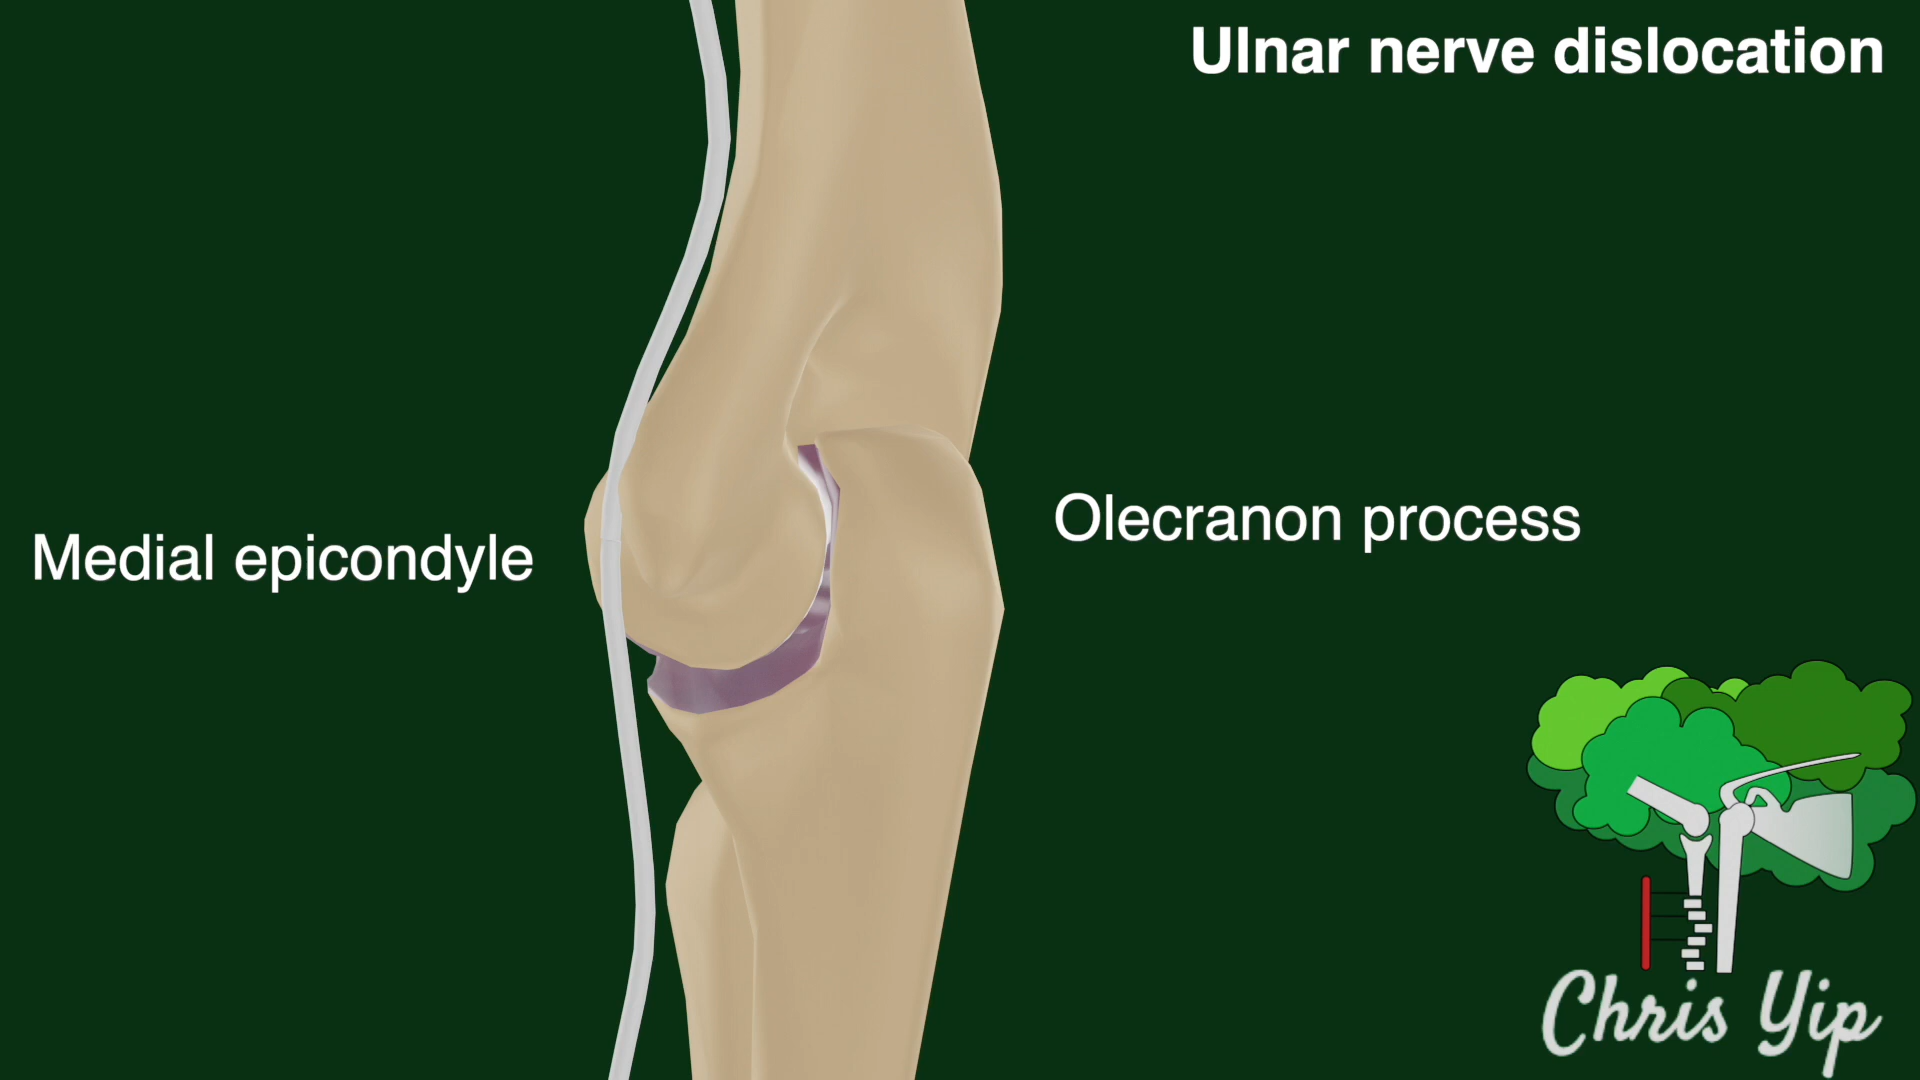 Ulnar nerve dislocation
Olecranon process
Medial epicondyle
Chris Yip